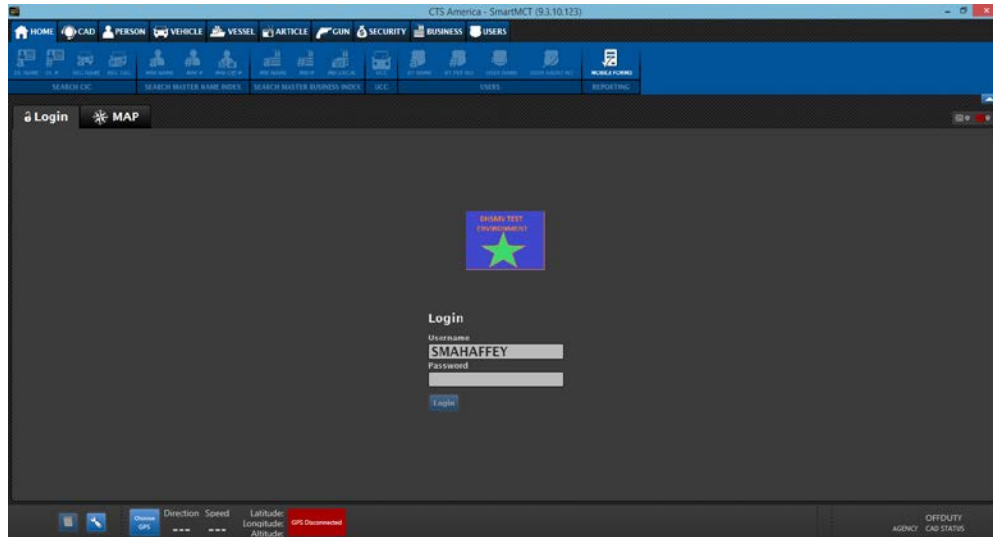 CTS America - SmartMCT (9.3.10.123)
HOME CAD PERSON VEHICLE VESSEL ARTICLE GUN SECURITY BUSINESS USERS
MOBILE FORMS
SEARCH CIC SEARCH MASTER NAME INDEX SEARCH MASTER BUSINESS INDEX UCC USERS REPORTING
Login MAP
DHSMV TEST
ENVIRONMENT
Login
Username
SMAHAFFEY
Password
Login
Choose
GPS
Direction Speed
--- ---
Latitude:
Longitude:
Altitude:
GPS Disconnected
OFFDUTY
AGENCY CAD STATUS